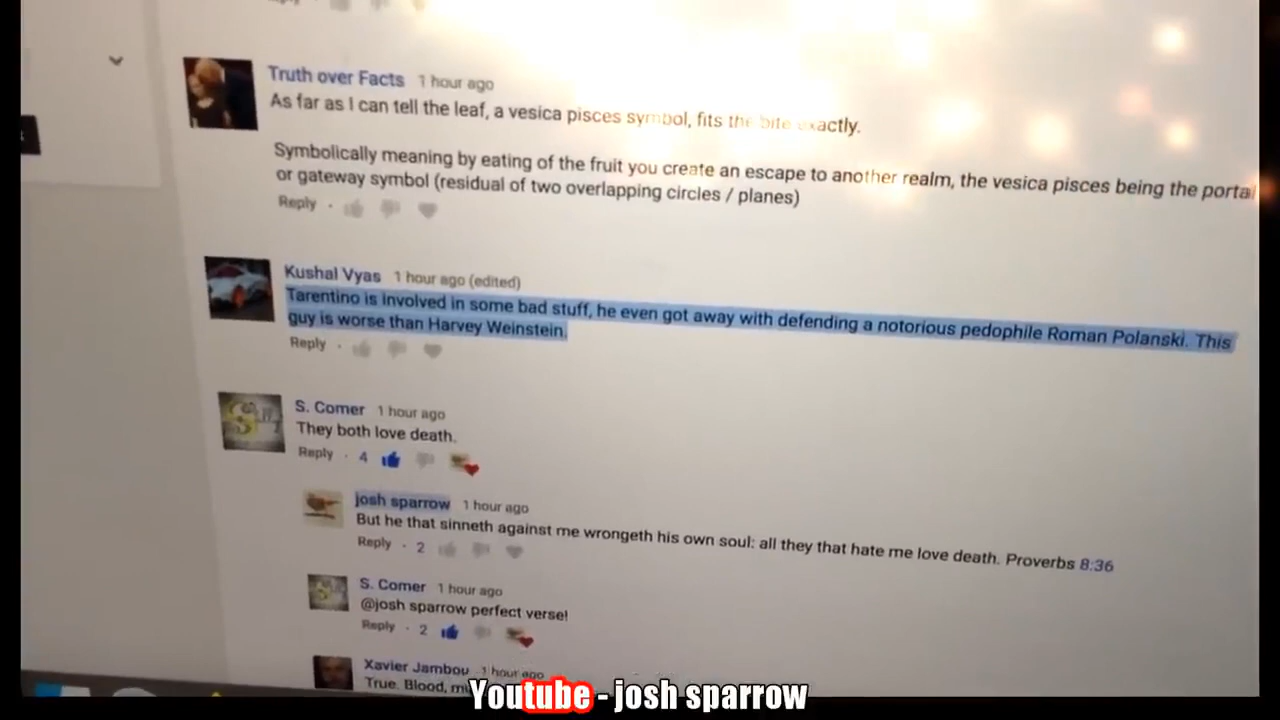 Reply
Truth over Facts 1 hour ago
As far as I can tell the leaf, a vesica pisces symbol, fits the bite exactly.
Symbolically meaning by eating of the fruit you create an escape to another realm, the vesica pisces being the portal
or gateway symbol (residual of two overlapping circles / planes)
Reply
Kushal Vyas 1 hour ago (edited)
Tarentino is involved in some bad stuff, he even got away with defending a notorious pedophile Roman Polanski. This
guy is worse than Harvey Weinstein.
Reply
S. Comer 1 hour ago
They both love death.
Reply · 4
josh sparrow 1 hour ago
But he that sinneth against me wrongeth his own soul: all they that hate me love death. Proverbs 8:36
Reply · 2
S. Comer 1 hour ago
@josh sparrow perfect verse!
Reply · 2
Xavier Jambou 1 hour ago
True. Blood,
Youtube - josh sparrow